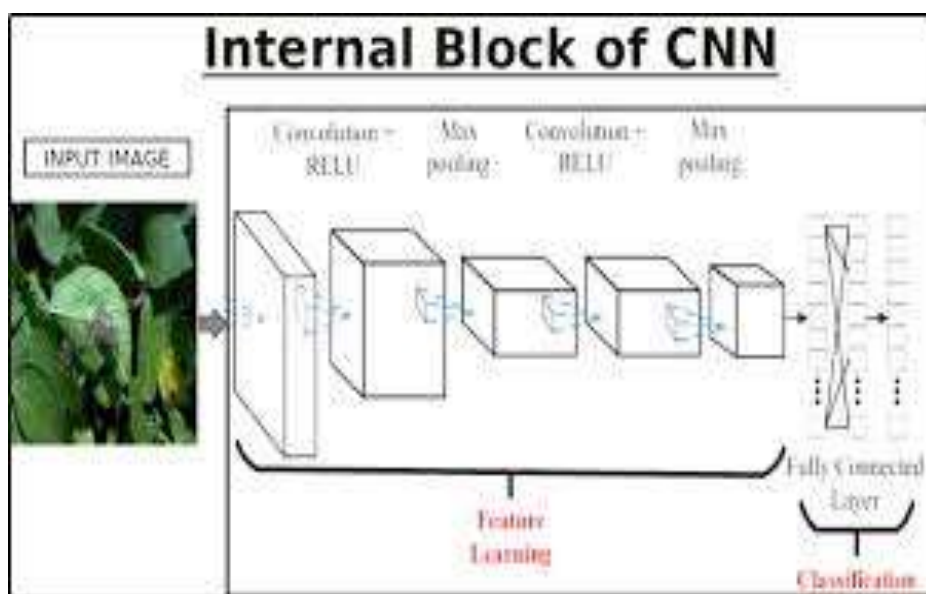 Internal Block of CNN
INPUT IMAGE
Convolution +
RELU
Max
pooling
Convolution +
RELU
Max
pooling
Fully Connected
Layer
Feature
Learning
Classification